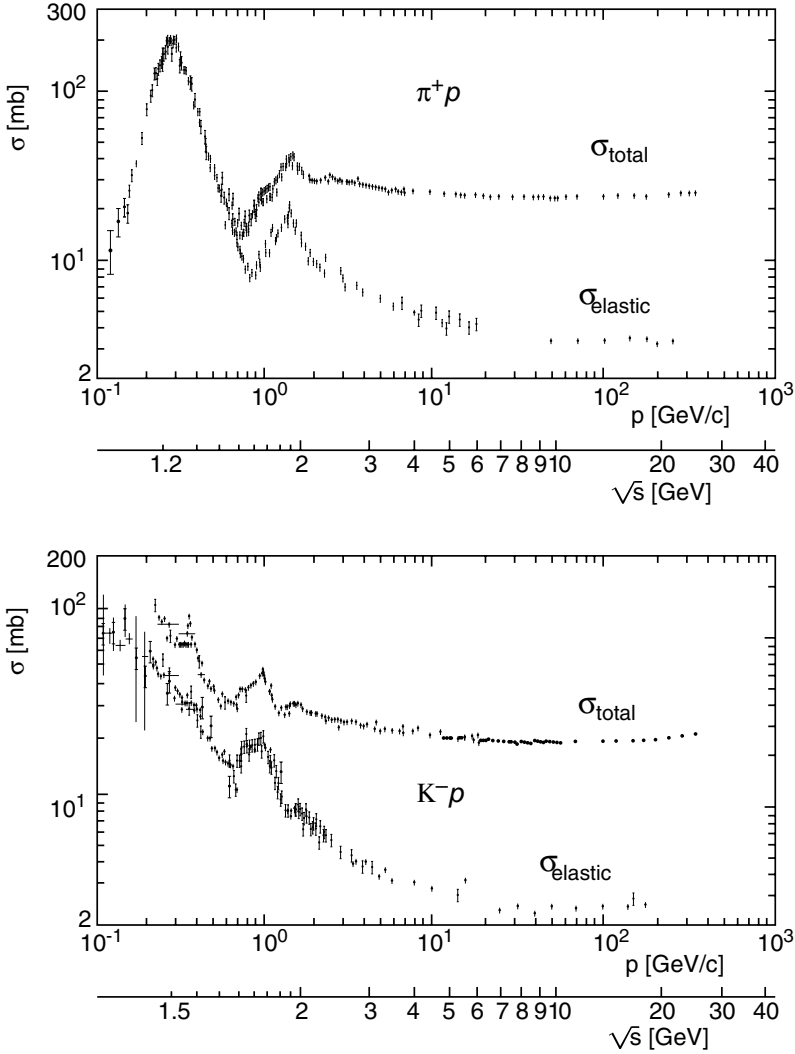 300
σ [mb]
10²
π⁺p
σtotal
10¹
σelastic
2
10⁻¹ 10⁰ 10¹ 10² 10³
p [GeV/c]
1.2 2 3 4 5 6 7 8 9 10 20 30 40
√s [GeV]
200
σ [mb]
10²
σtotal
10¹
K⁻p
σelastic
2
10⁻¹ 10⁰ 10¹ 10² 10³
p [GeV/c]
1.5 2 3 4 5 6 7 8 9 10 20 30 40
√s [GeV]